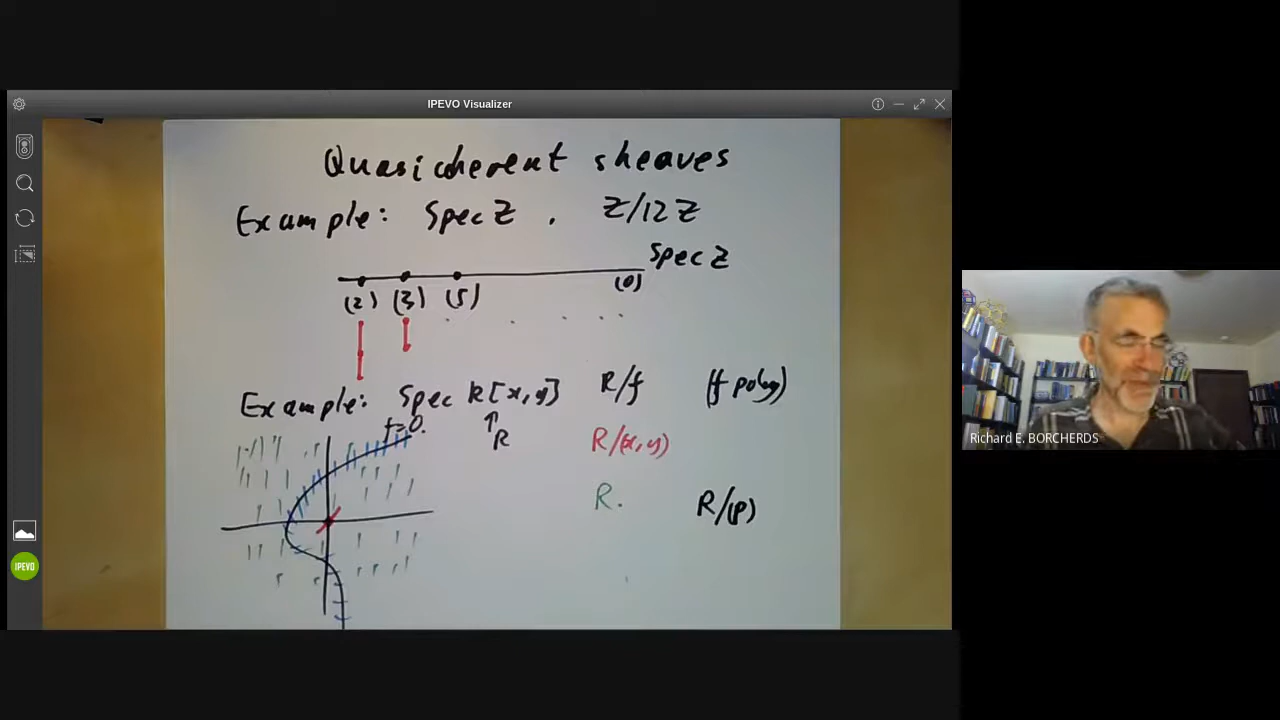 IPEVO Visualizer
Quasicoherent sheaves
Example: Spec Z . Z/12Z
Spec Z
(2) (3) (5) (0)
Example: Spec k[x,y] R/f (f poly)
f=0.
R
R/(x,y)
R. R/(p)
IPEVO
Richard E. BORCHERDS